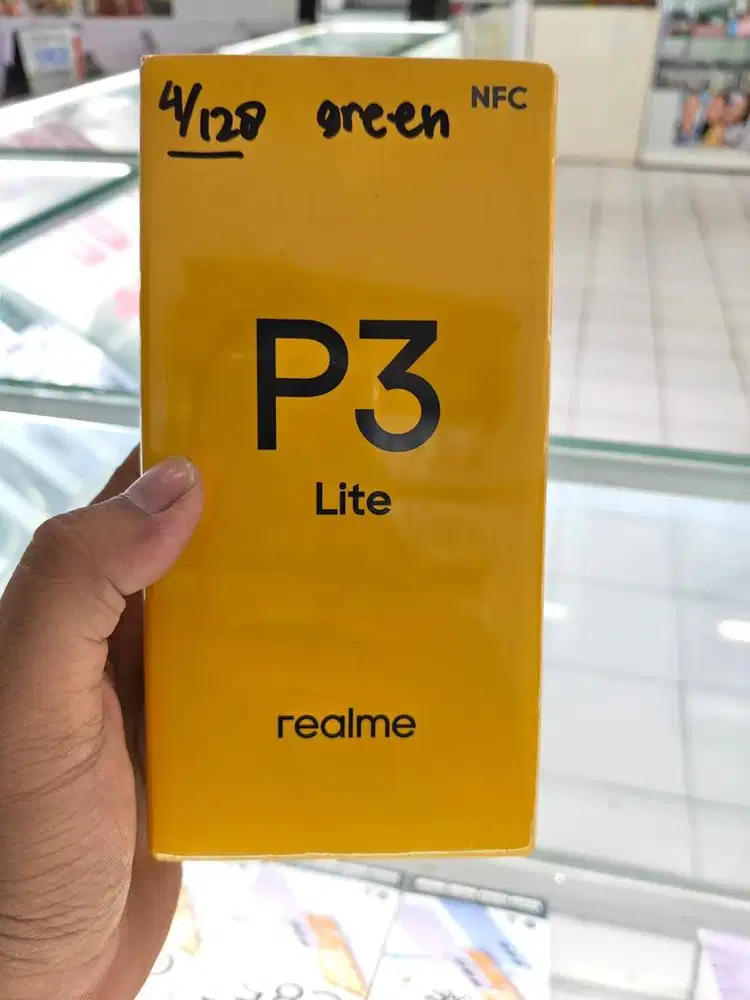 4/128 green NFC
P3
Lite
realme